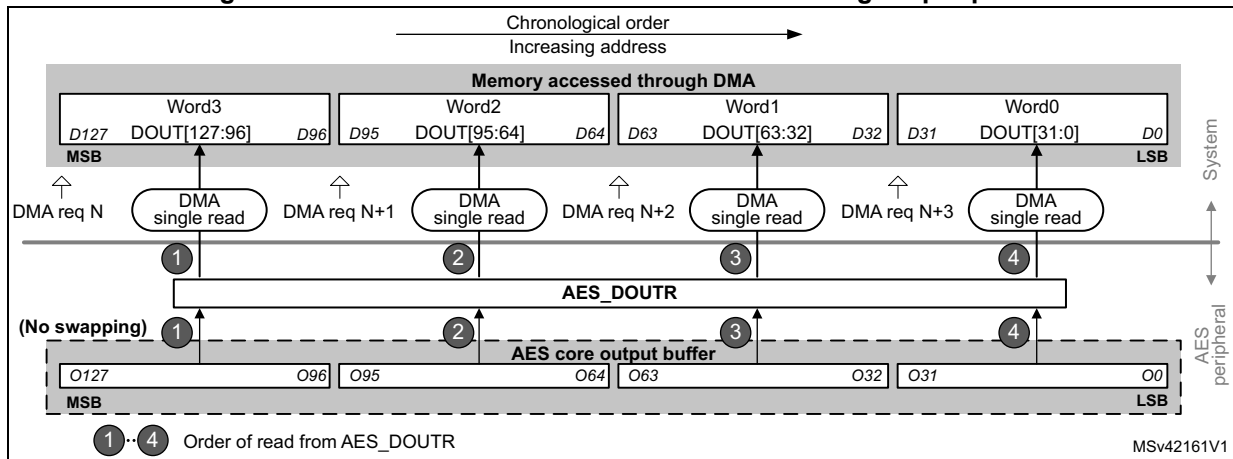 Chronological order
Increasing address
Memory accessed through DMA
Word3 Word2 Word1 Word0
D127 DOUT[127:96] D96 D95 DOUT[95:64] D64 D63 DOUT[63:32] D32 D31 DOUT[31:0] D0
MSB LSB
System
DMA req N DMA single read DMA req N+1 DMA single read DMA req N+2 DMA single read DMA req N+3 DMA single read
1 2 3 4
AES_DOUTR
(No swapping)
1 2 3 4
AES peripheral
AES core output buffer
O127 O96 O95 O64 O63 O32 O31 O0
MSB LSB
1 ·· 4 Order of read from AES_DOUTR
MSv42161V1